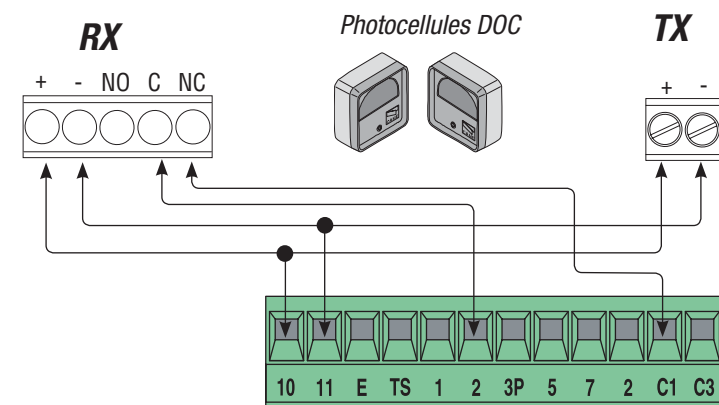 Photocellules DOC
RX
TX
+ - NO C NC
+ -
10 11 E TS 1 2 3P 5 7 2 C1 C3